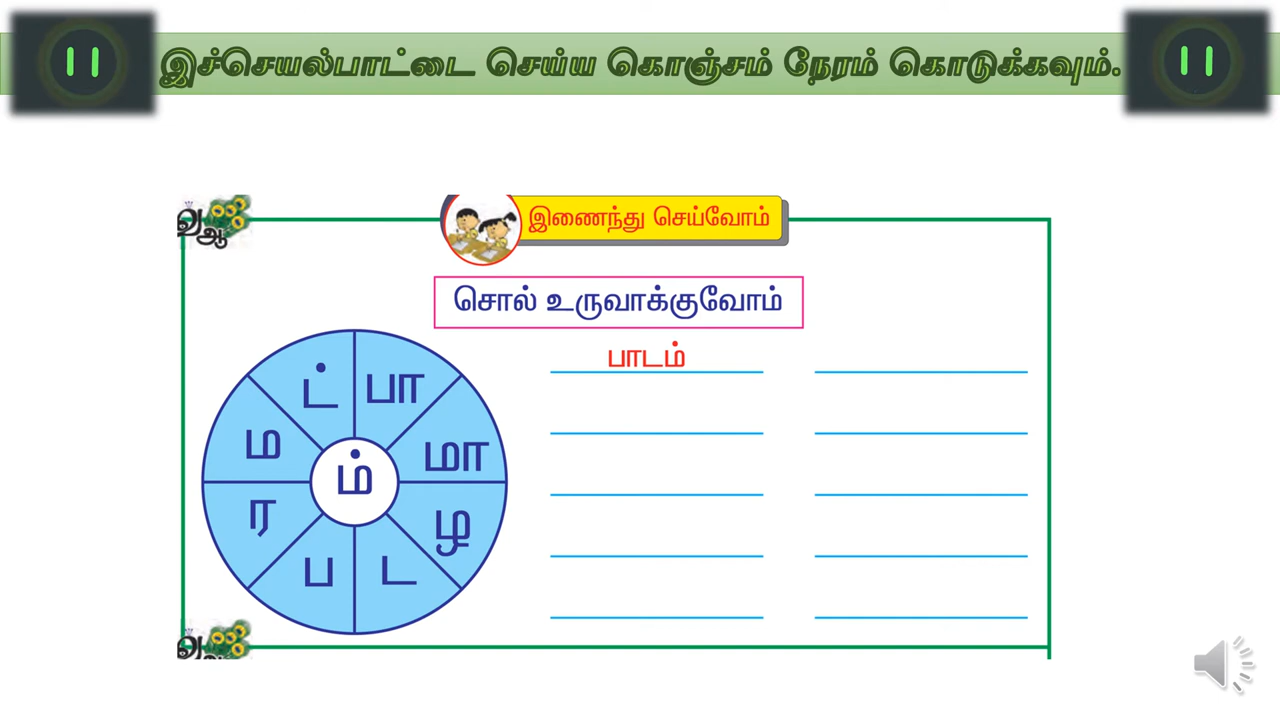 இச்செயல்பாட்டை செய்ய கொஞ்சம் நேரம் கொடுக்கவும்.
இணைந்து செய்வோம்
சொல் உருவாக்குவோம்
பாடம்
ட் பா
ம மா
ம்
ர ழ
ப ட